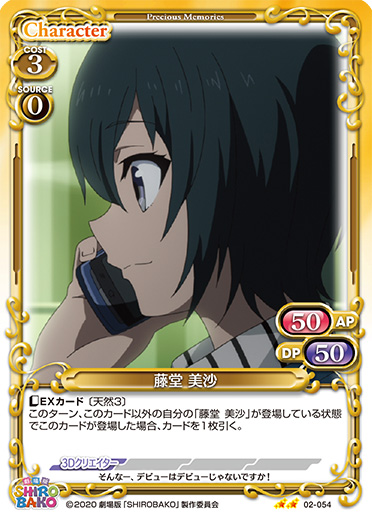 Precious Memories
Character
COST
3
SOURCE
0
50 AP
DP 50
藤堂 美沙
EXカード〔天然3〕
このターン、このカード以外の自分の「藤堂 美沙」が登場している状態
でこのカードが登場した場合、カードを1枚引く。
3Dクリエイター
そんなー、デビューはデビューじゃないですか！
劇場版
SHIRO
BAKO
©2020 劇場版「SHIROBAKO」製作委員会
02-054